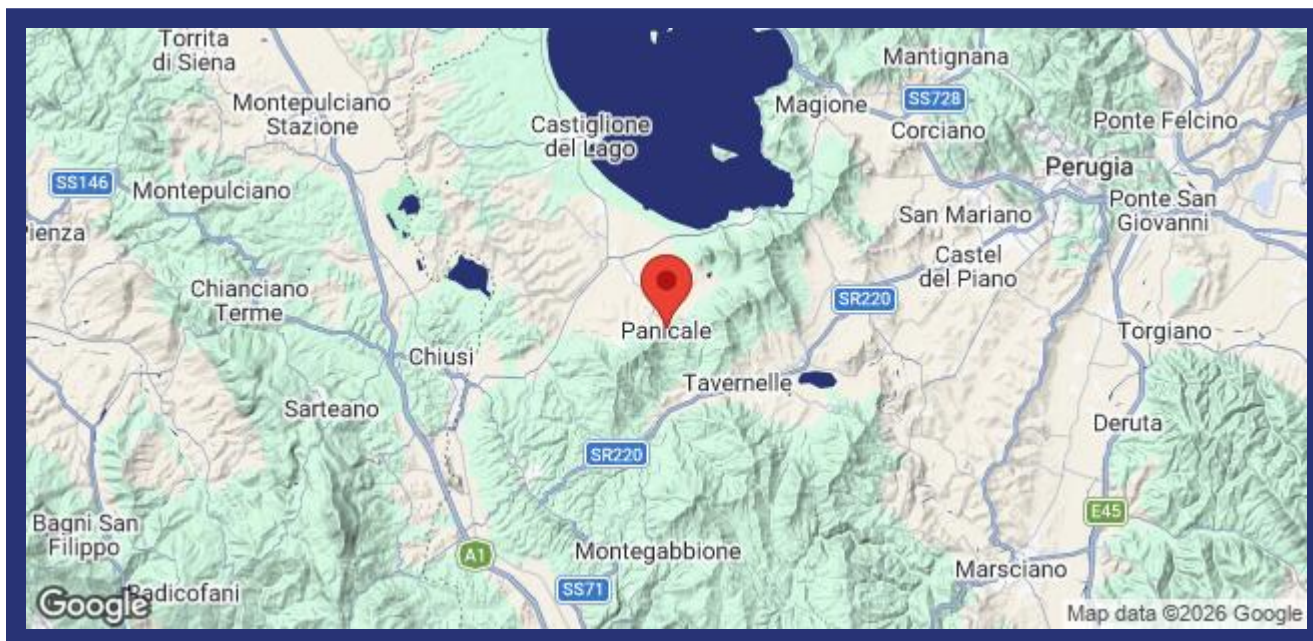 Torrita
di Siena
Mantignana
Montepulciano
Stazione
Magione
SS728
Castiglione
del Lago
Corciano
Ponte Felcino
Perugia
SS146
Montepulciano
San Mariano
Ponte San
Giovanni
Pienza
Castel
del Piano
Chianciano
Terme
SR220
Panicale
Torgiano
Chiusi
Tavernelle
Sarteano
Deruta
SR220
Bagni San
Filippo
E45
A1
Montegabbione
Marsciano
SS71
Radicofani
Google
Map data ©2026 Google